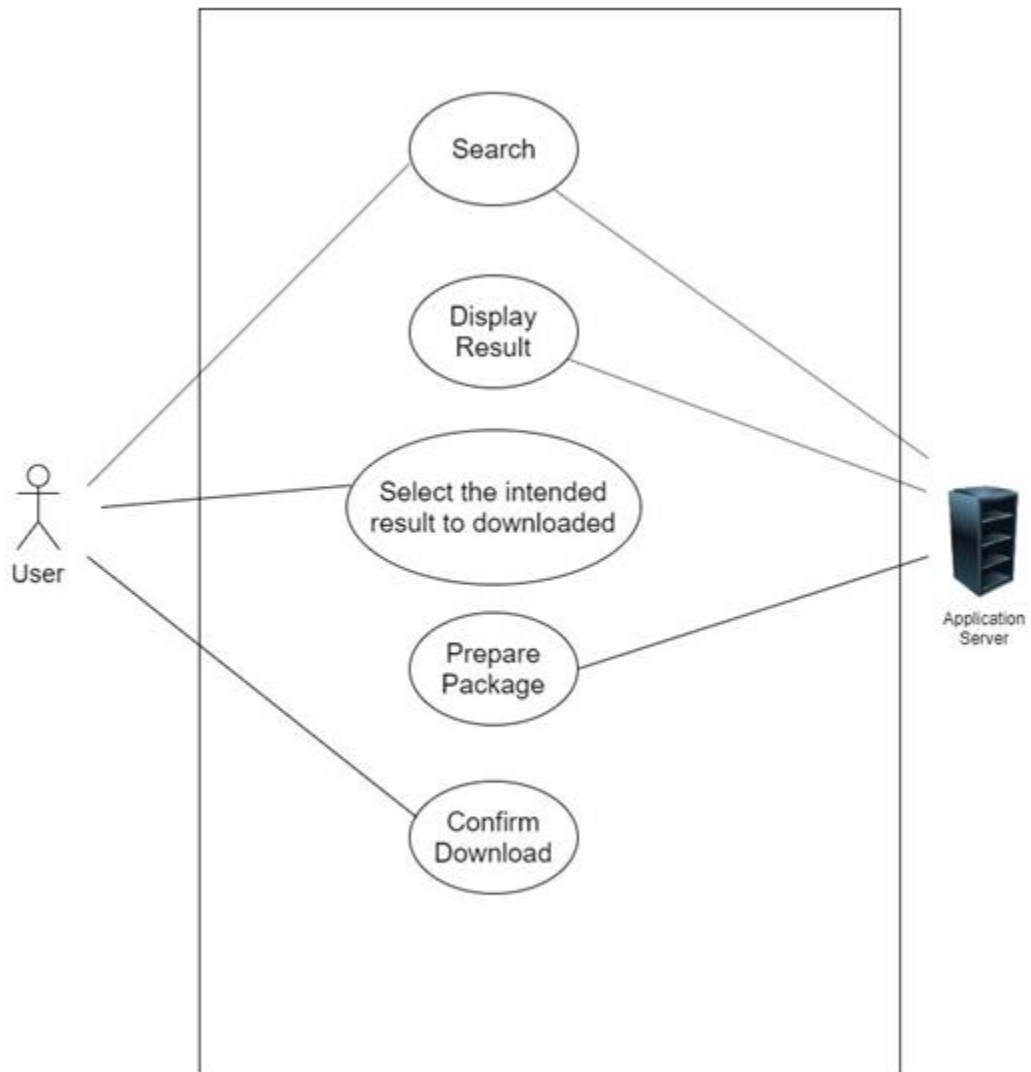 Search
Display
Result
Select the intended
result to downloaded
User
Application
Server
Prepare
Package
Confirm
Download